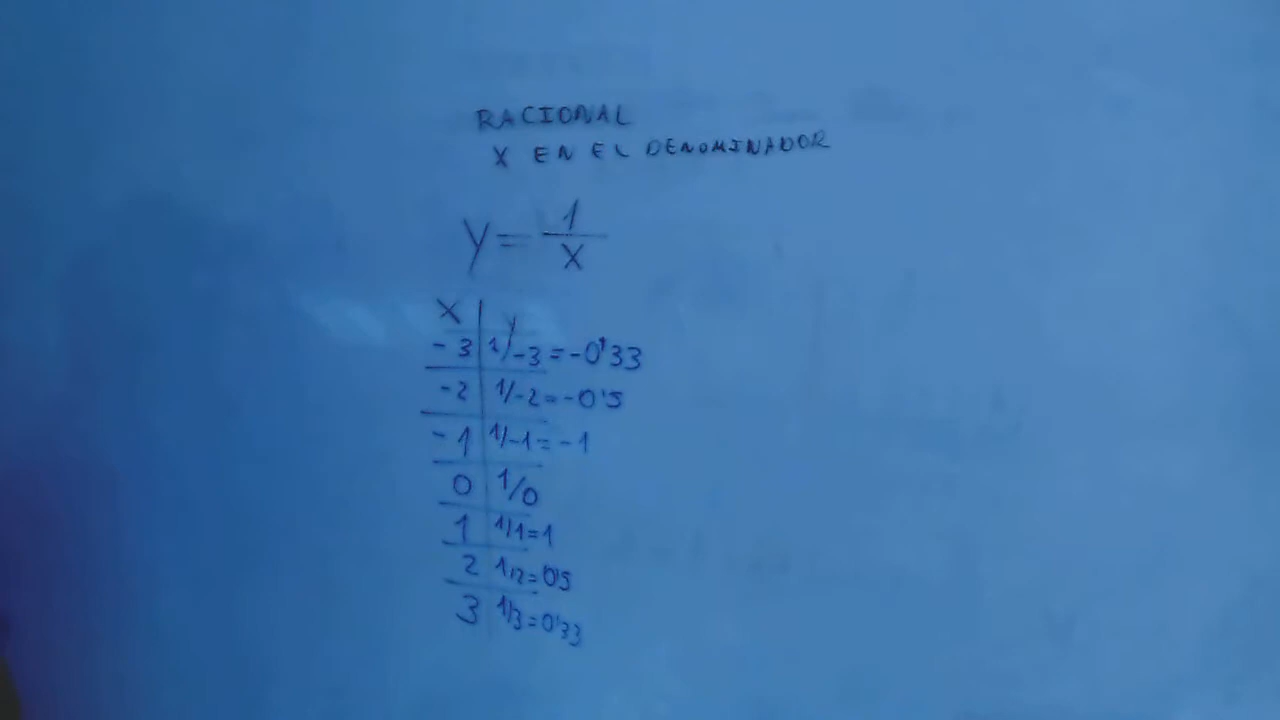 RACIONAL
X EN EL DENOMINADOR
y = 1/x
X | y
-3 | 1/-3 = -0'33
-2 | 1/-2 = -0'5
-1 | 1/-1 = -1
0 | 1/0
1 | 1/1 = 1
2 | 1/2 = 0'5
3 | 1/3 = 0'33